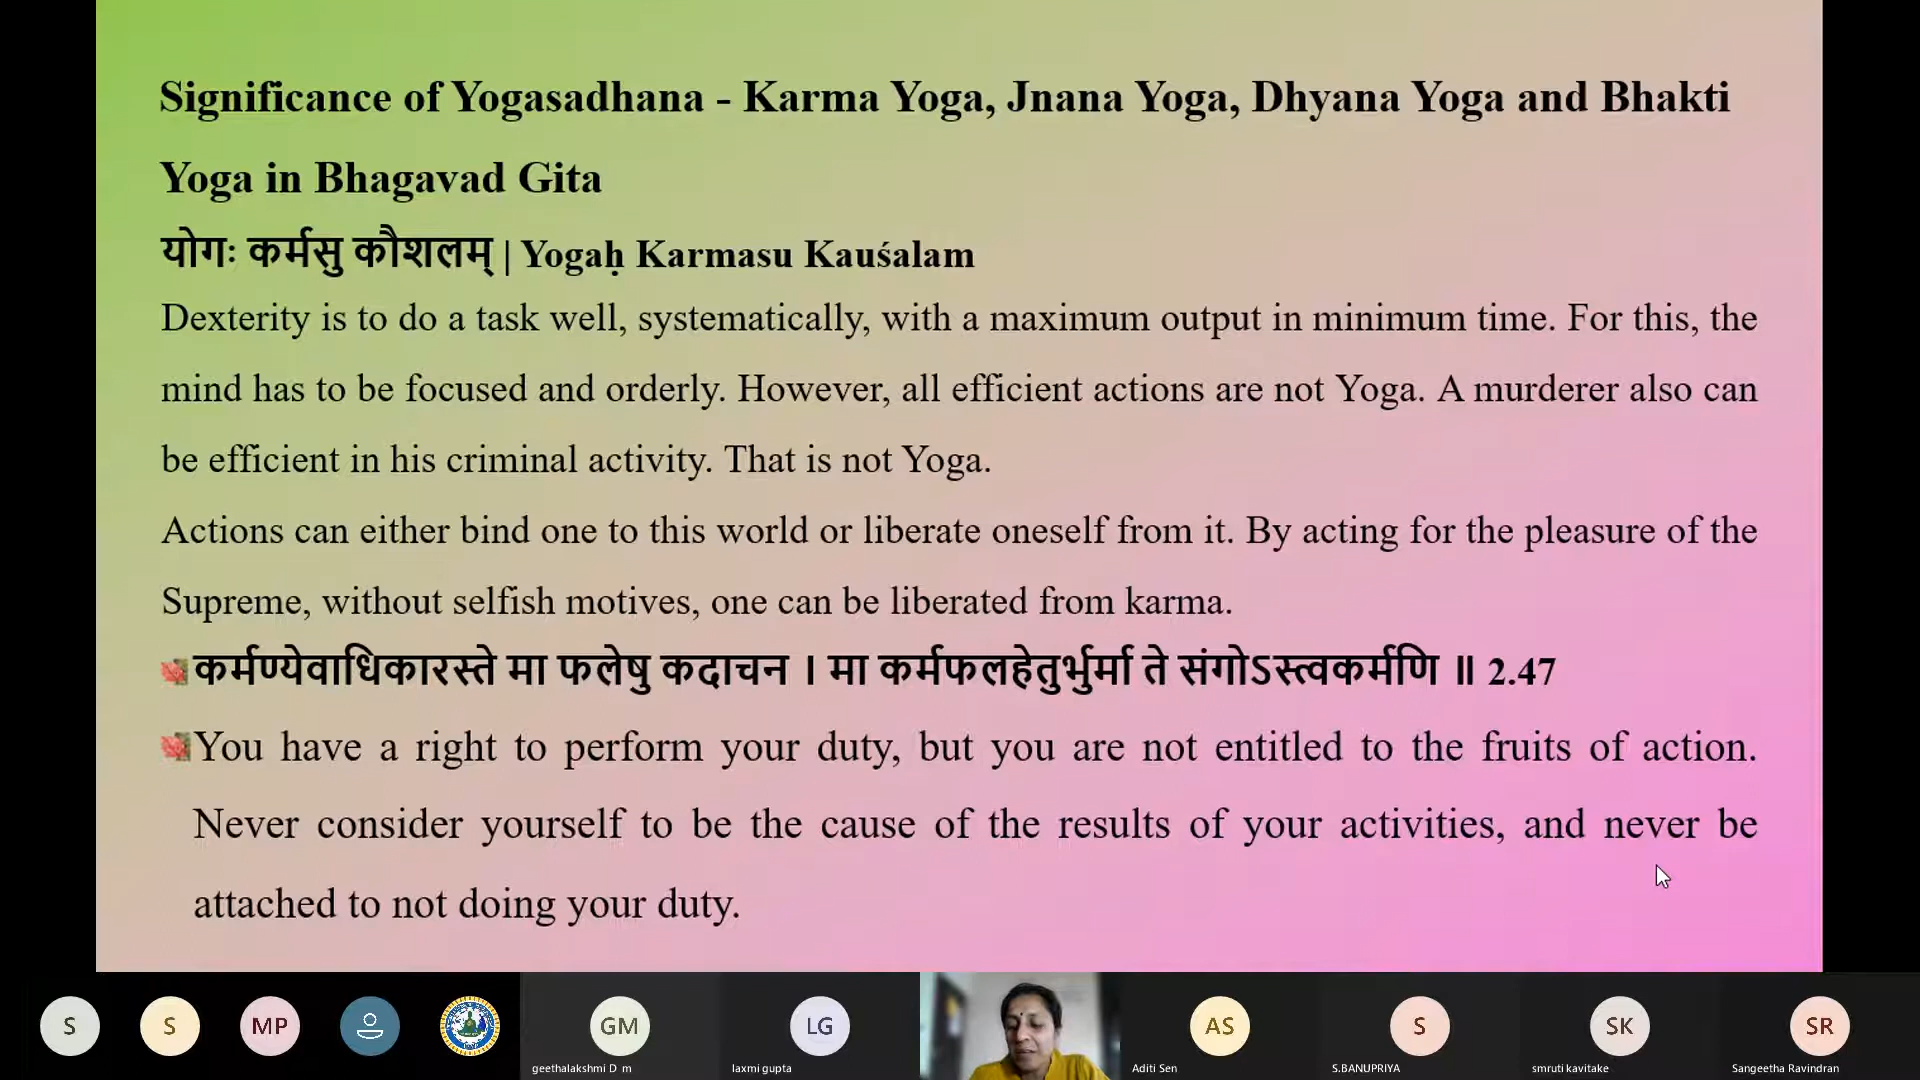 Significance of Yogasadhana - Karma Yoga, Jnana Yoga, Dhyana Yoga and Bhakti
Yoga in Bhagavad Gita
योगः कर्मसु कौशलम् | Yogaḥ Karmasu Kauśalam
Dexterity is to do a task well, systematically, with a maximum output in minimum time. For this, the
mind has to be focused and orderly. However, all efficient actions are not Yoga. A murderer also can
be efficient in his criminal activity. That is not Yoga.
Actions can either bind one to this world or liberate oneself from it. By acting for the pleasure of the
Supreme, without selfish motives, one can be liberated from karma.
कर्मण्येवाधिकारस्ते मा फलेषु कदाचन । मा कर्मफलहेतुर्भुर्मा ते संगोऽस्त्वकर्मणि ॥ 2.47
You have a right to perform your duty, but you are not entitled to the fruits of action.
Never consider yourself to be the cause of the results of your activities, and never be
attached to not doing your duty.
S S MP GM LG AS S SK SR
geethalakshmi D m laxmi gupta Aditi Sen S.BANUPRIYA smruti kavitake Sangeetha Ravindran